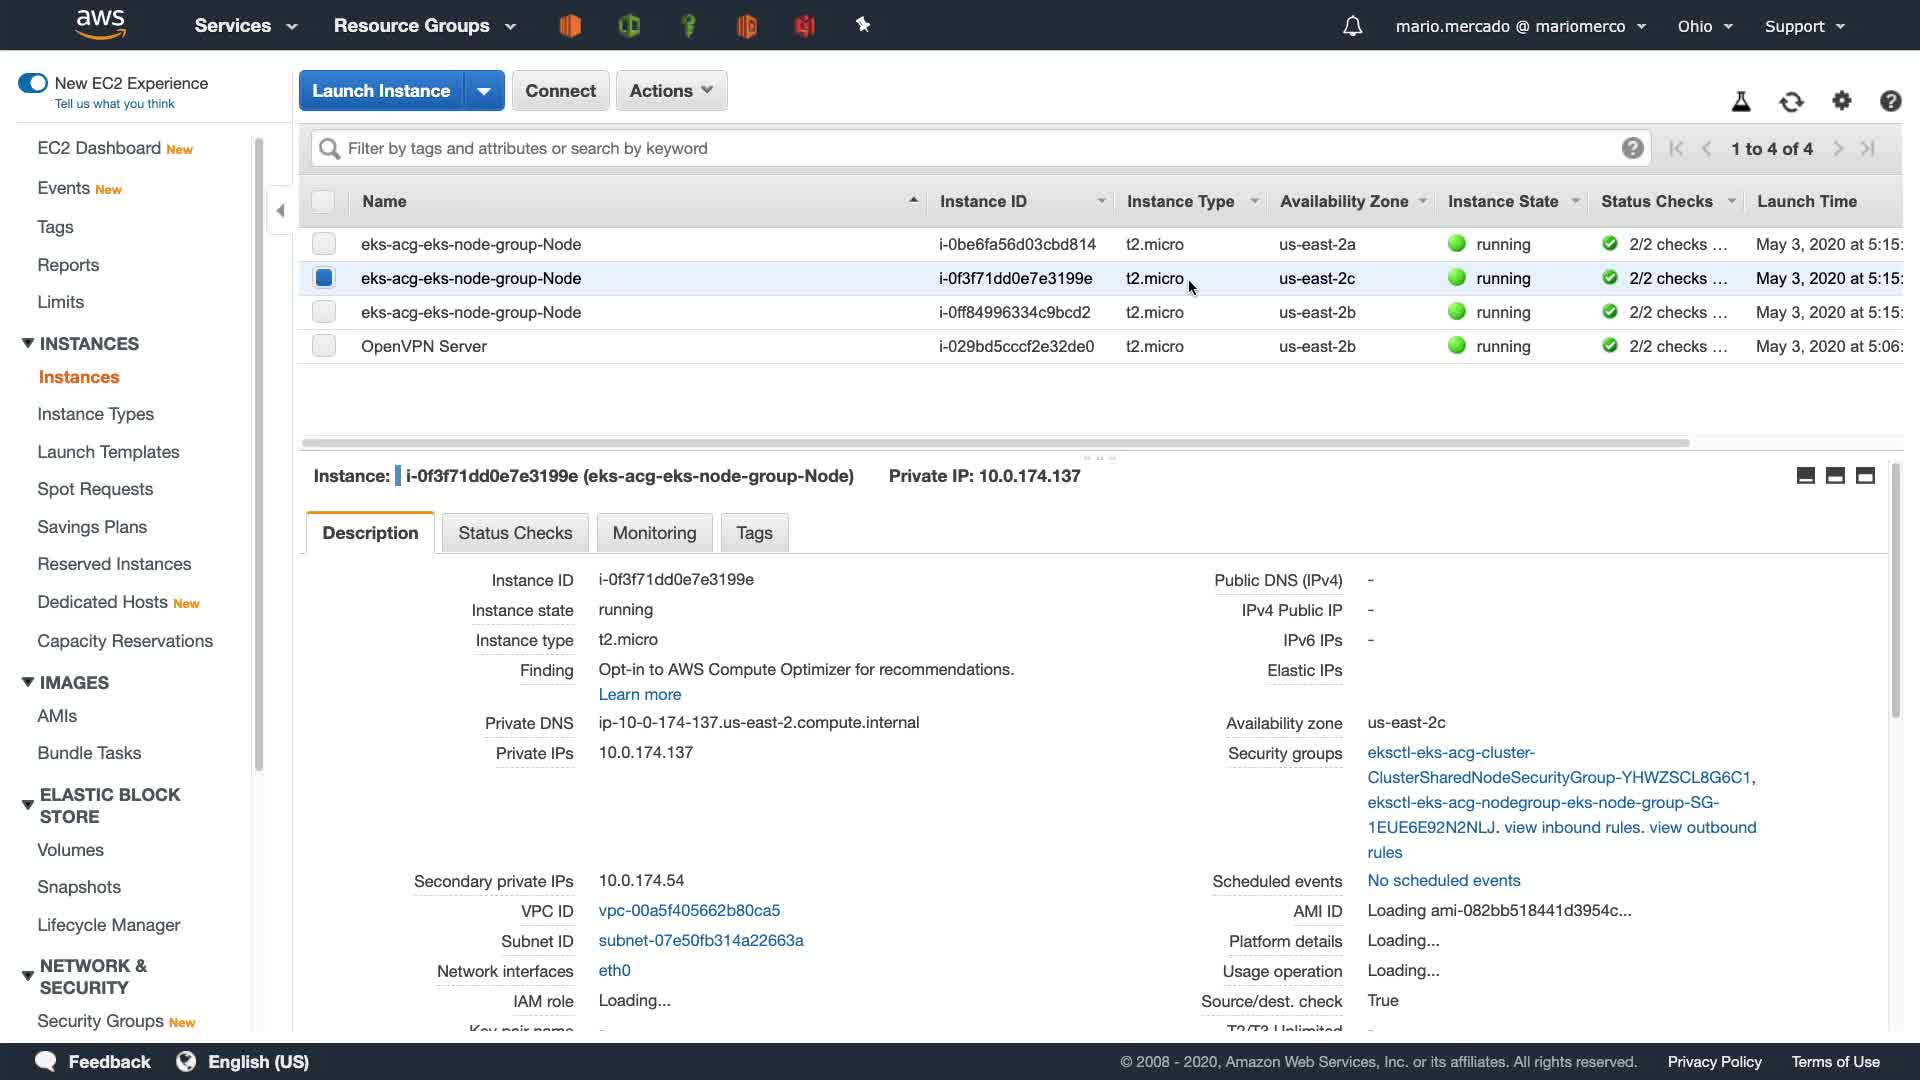 aws Services Resource Groups mario.mercado @ mariomerco Ohio Support
New EC2 Experience
Tell us what you think
EC2 Dashboard New
Events New
Tags
Reports
Limits
INSTANCES
Instances
Instance Types
Launch Templates
Spot Requests
Savings Plans
Reserved Instances
Dedicated Hosts New
Capacity Reservations
IMAGES
AMIs
Bundle Tasks
ELASTIC BLOCK
STORE
Volumes
Snapshots
Lifecycle Manager
NETWORK &
SECURITY
Security Groups New
Launch Instance Connect Actions
Filter by tags and attributes or search by keyword 1 to 4 of 4
Name Instance ID Instance Type Availability Zone Instance State Status Checks Launch Time
eks-acg-eks-node-group-Node i-0be6fa56d03cbd814 t2.micro us-east-2a running 2/2 checks ... May 3, 2020 at 5:15:
eks-acg-eks-node-group-Node i-0f3f71dd0e7e3199e t2.micro us-east-2c running 2/2 checks ... May 3, 2020 at 5:15:
eks-acg-eks-node-group-Node i-0ff84996334c9bcd2 t2.micro us-east-2b running 2/2 checks ... May 3, 2020 at 5:15:
OpenVPN Server i-029bd5cccf2e32de0 t2.micro us-east-2b running 2/2 checks ... May 3, 2020 at 5:06:
Instance: i-0f3f71dd0e7e3199e (eks-acg-eks-node-group-Node) Private IP: 10.0.174.137
Description Status Checks Monitoring Tags
Instance ID i-0f3f71dd0e7e3199e
Instance state running
Instance type t2.micro
Finding Opt-in to AWS Compute Optimizer for recommendations.
Learn more
Private DNS ip-10-0-174-137.us-east-2.compute.internal
Private IPs 10.0.174.137
Secondary private IPs 10.0.174.54
VPC ID vpc-00a5f405662b80ca5
Subnet ID subnet-07e50fb314a22663a
Network interfaces eth0
IAM role Loading...
Key pair name -
Public DNS (IPv4) -
IPv4 Public IP -
IPv6 IPs -
Elastic IPs
Availability zone us-east-2c
Security groups eksctl-eks-acg-cluster-
ClusterSharedNodeSecurityGroup-YHWZSCL8G6C1,
eksctl-eks-acg-nodegroup-eks-node-group-SG-
1EUE6E92N2NLJ. view inbound rules. view outbound
rules
Scheduled events No scheduled events
AMI ID Loading ami-082bb518441d3954c...
Platform details Loading...
Usage operation Loading...
Source/dest. check True
T2/T3 Unlimited -
Feedback English (US) © 2008 - 2020, Amazon Web Services, Inc. or its affiliates. All rights reserved. Privacy Policy Terms of Use